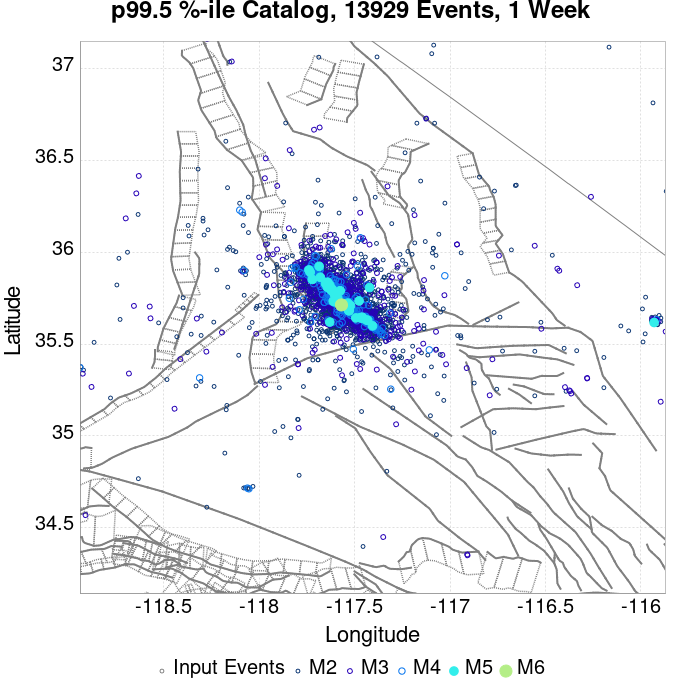 p99.5 %-ile Catalog, 13929 Events, 1 Week
37
36.5
36
35.5
35
34.5
Latitude
-118.5 -118 -117.5 -117 -116.5 -116
Longitude
Input Events M2 M3 M4 M5 M6